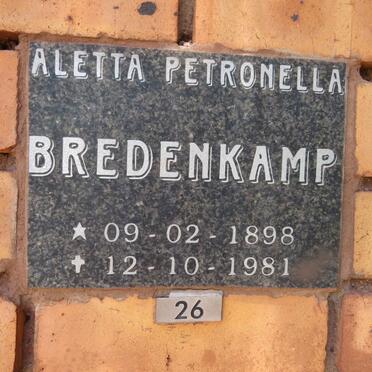 ALETTA PETRONELLA
BREDENKAMP
★ 09 - 02 - 1898
✝ 12 - 10 - 1981
26